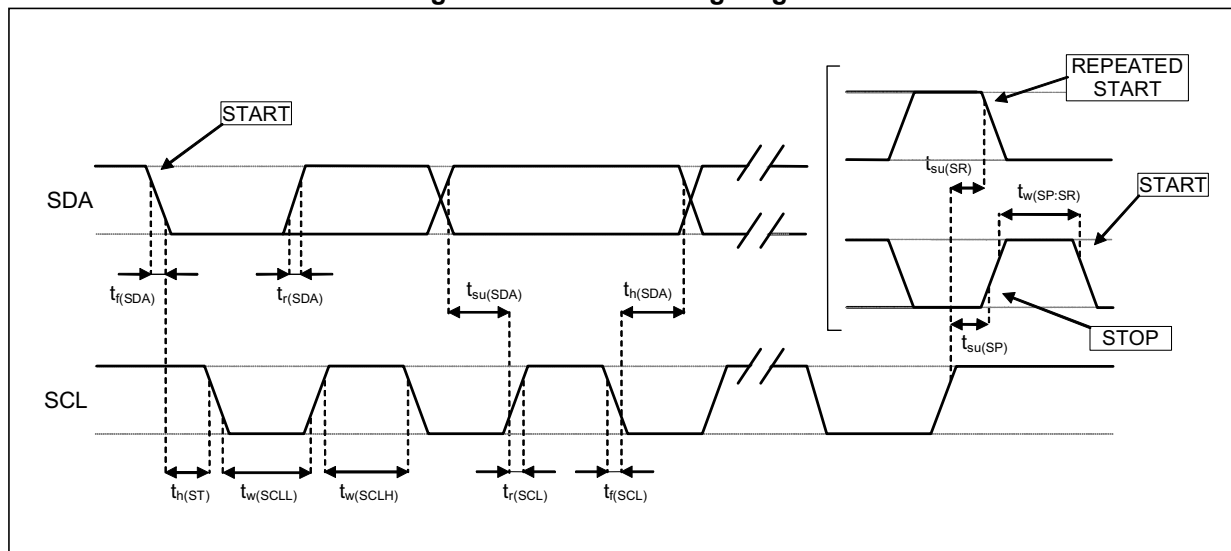 REPEATED
START
START
t_su(SR)
t_w(SP:SR)
START
SDA
t_f(SDA)
t_r(SDA)
t_su(SDA)
t_h(SDA)
t_su(SP)
STOP
SCL
t_h(ST)
t_w(SCLL)
t_w(SCLH)
t_r(SCL)
t_f(SCL)